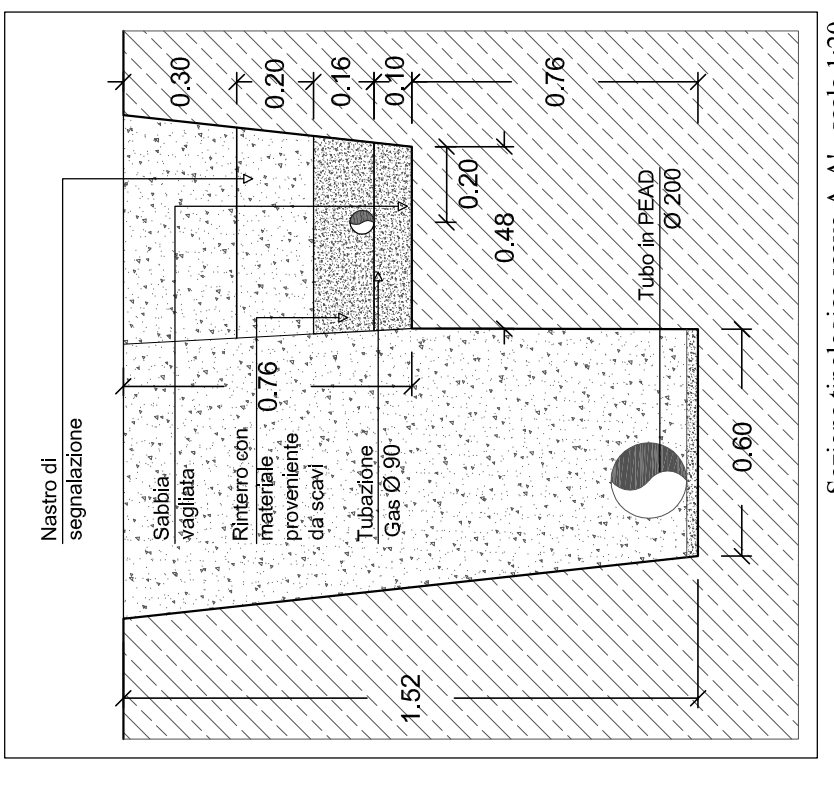 Nastro di
segnalazione
Sabbia
vagliata
Rinterro con
materiale
proveniente
da scavi
Tubazione
Gas Ø 90
0.30
0.20
0.16
0.10
0.76
0.76
0.20
0.48
Tubo in PEAD
Ø 200
0.60
1.52